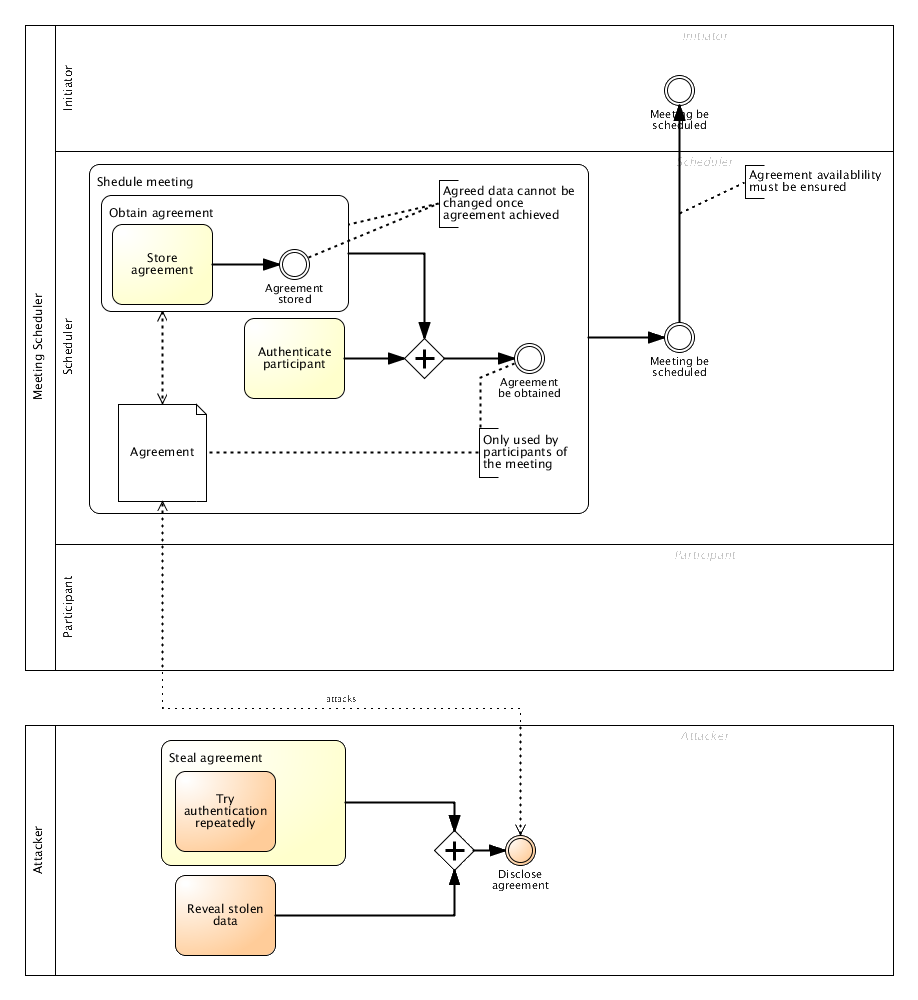 Meeting Scheduler
Initiator
Initiator
Meeting be
scheduled
Scheduler
Scheduler
Shedule meeting
Obtain agreement
Store
agreement
Agreement
stored
Agreed data cannot be
changed once
agreement achieved
Agreement availablility
must be ensured
Authenticate
participant
Agreement
be obtained
Meeting be
scheduled
Agreement
Only used by
participants of
the meeting
Participant
Participant
attacks
Attacker
Attacker
Steal agreement
Try
authentication
repeatedly
Disclose
agreement
Reveal stolen
data